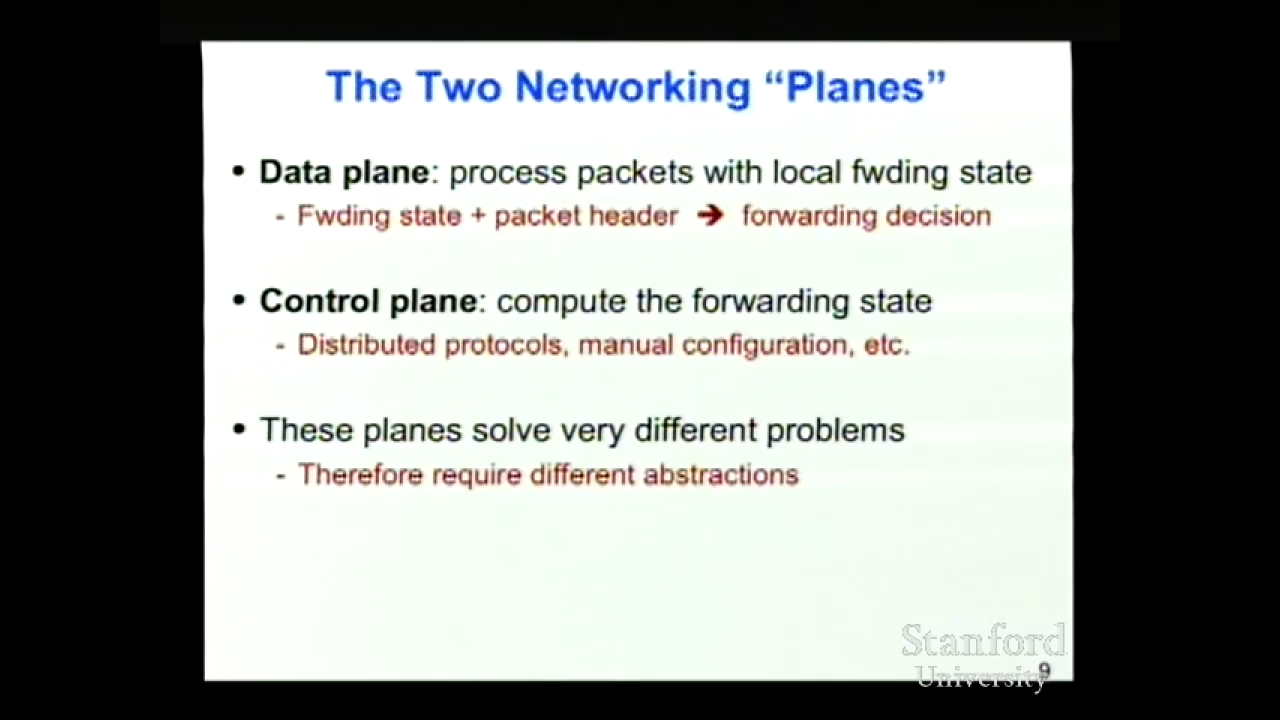 The Two Networking “Planes”
• Data plane: process packets with local fwding state
- Fwding state + packet header ➔ forwarding decision
• Control plane: compute the forwarding state
- Distributed protocols, manual configuration, etc.
• These planes solve very different problems
- Therefore require different abstractions
Stanford
University
9